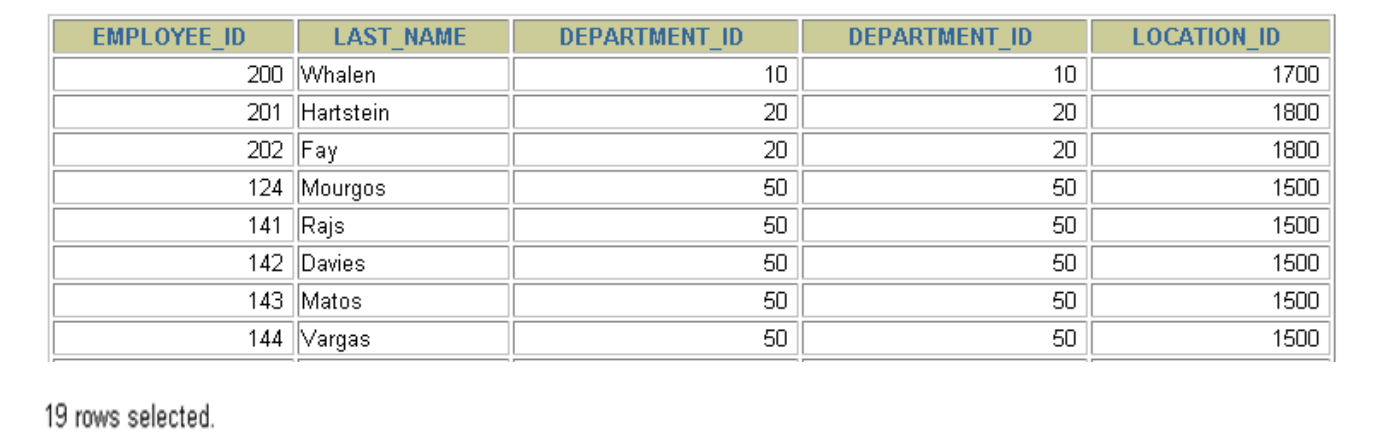 EMPLOYEE_ID LAST_NAME DEPARTMENT_ID DEPARTMENT_ID LOCATION_ID
200 Whalen 10 10 1700
201 Hartstein 20 20 1800
202 Fay 20 20 1800
124 Mourgos 50 50 1500
141 Rajs 50 50 1500
142 Davies 50 50 1500
143 Matos 50 50 1500
144 Vargas 50 50 1500
19 rows selected.